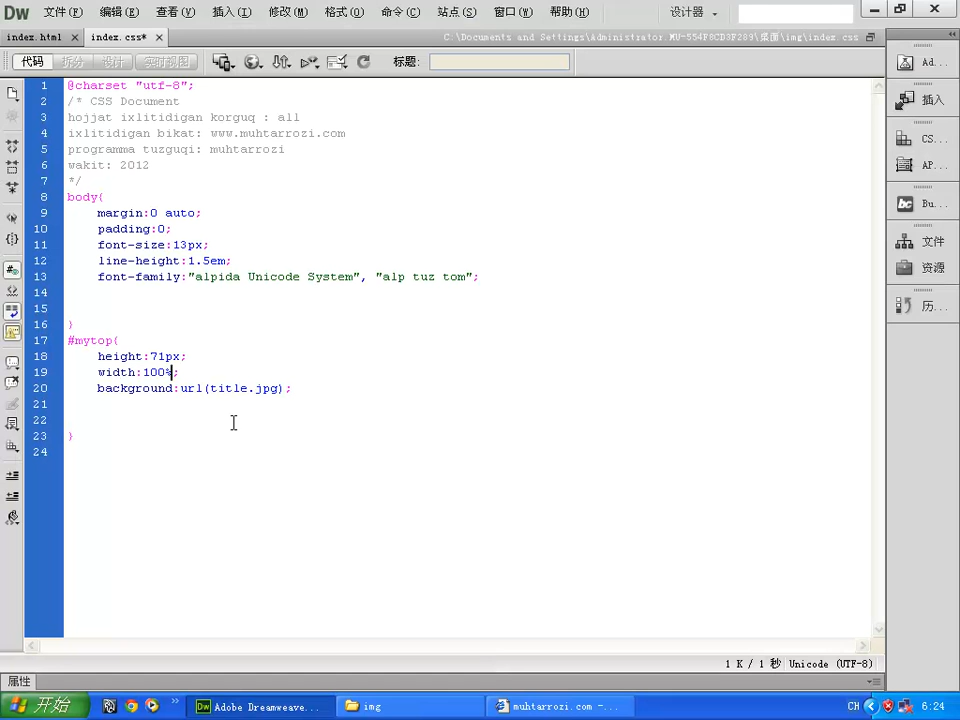 Dw 文件(F) 编辑(E) 查看(V) 插入(I) 修改(M) 格式(O) 命令(C) 站点(S) 窗口(W) 帮助(H) 设计器
index.html index.css* C:\Documents and Settings\Administrator.MU-554F8CD3F289\桌面\img\index.css
代码 拆分 设计 实时视图 标题:
1 @charset "utf-8";
2 /* CSS Document
3 hojjat ixlitidigan korguq : all
4 ixlitidigan bikat: www.muhtarrozi.com
5 programma tuzguqi: muhtarrozi
6 wakit: 2012
7 */
8 body{
9 margin:0 auto;
10 padding:0;
11 font-size:13px;
12 line-height:1.5em;
13 font-family:"alpida Unicode System", "alp tuz tom";
14
15
16 }
17 #mytop{
18 height:71px;
19 width:100%;
20 background:url(title.jpg);
21
22
23 }
24
Ad...
插入
CS...
AP...
Bu...
文件
资源
历...
1 K / 1 秒 Unicode (UTF-8)
属性
开始 Adobe Dreamweave... img muhtarrozi.com -... CH 6:24